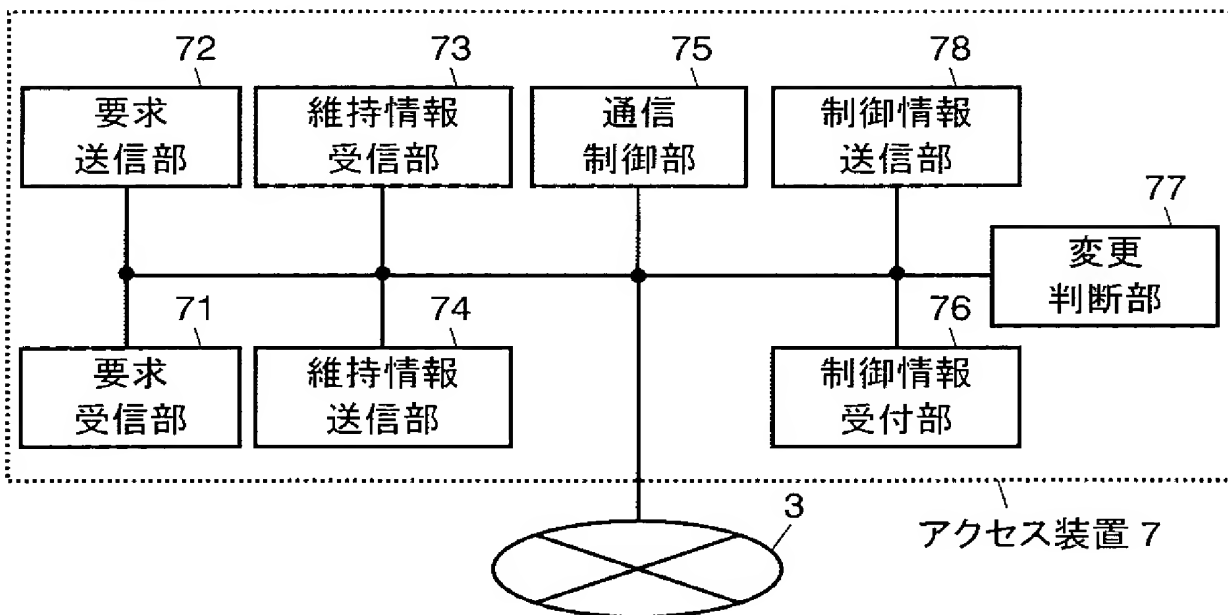 72
73
75
78
要求
送信部
維持情報
受信部
通信
制御部
制御情報
送信部
77
変更
判断部
71
74
76
要求
受信部
維持情報
送信部
制御情報
受付部
3
アクセス装置 7